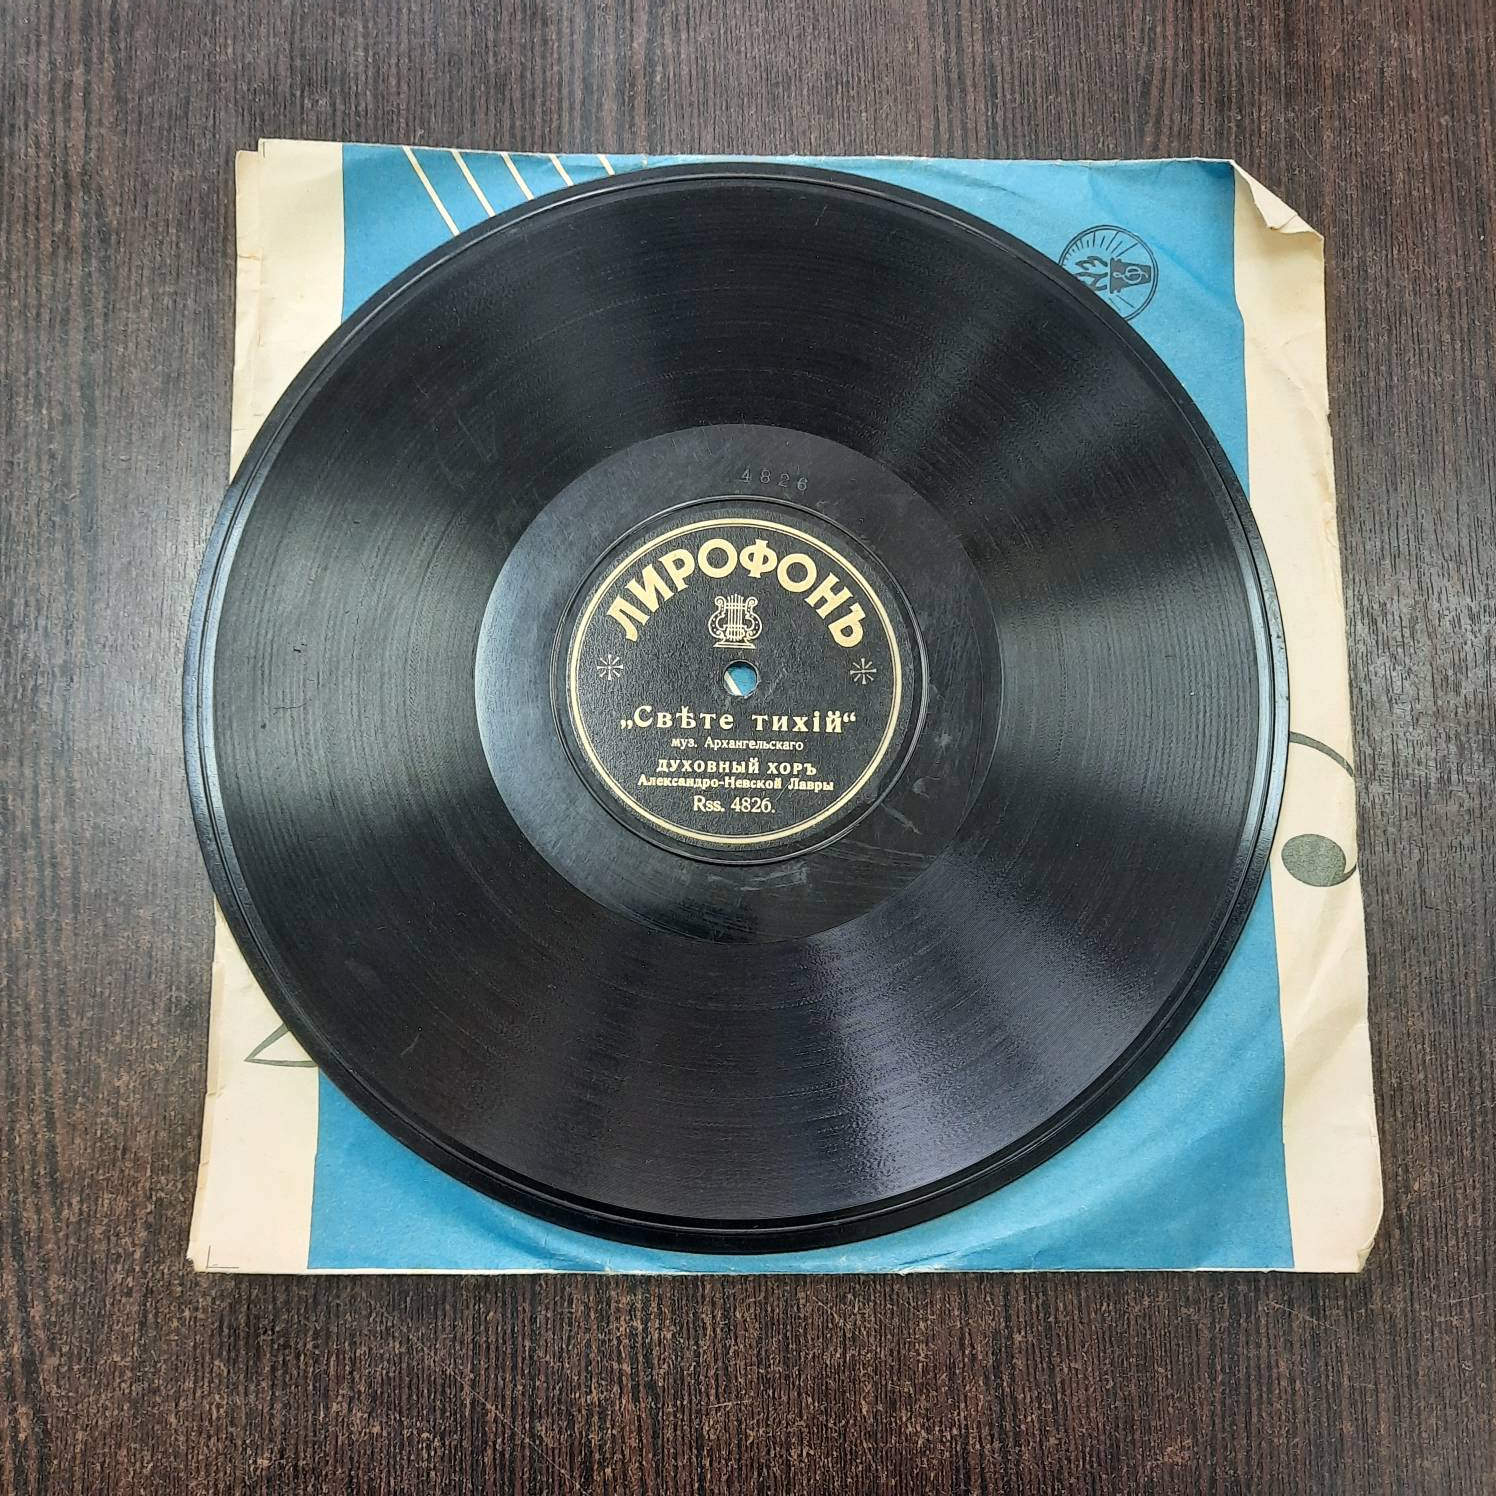 4826
ЛИРОФОНЪ
„Свѣте тихій“
муз. Архангельскаго
ДУХОВНЫЙ ХОРЪ
Александро-Невской Лавры
Rss. 4826.